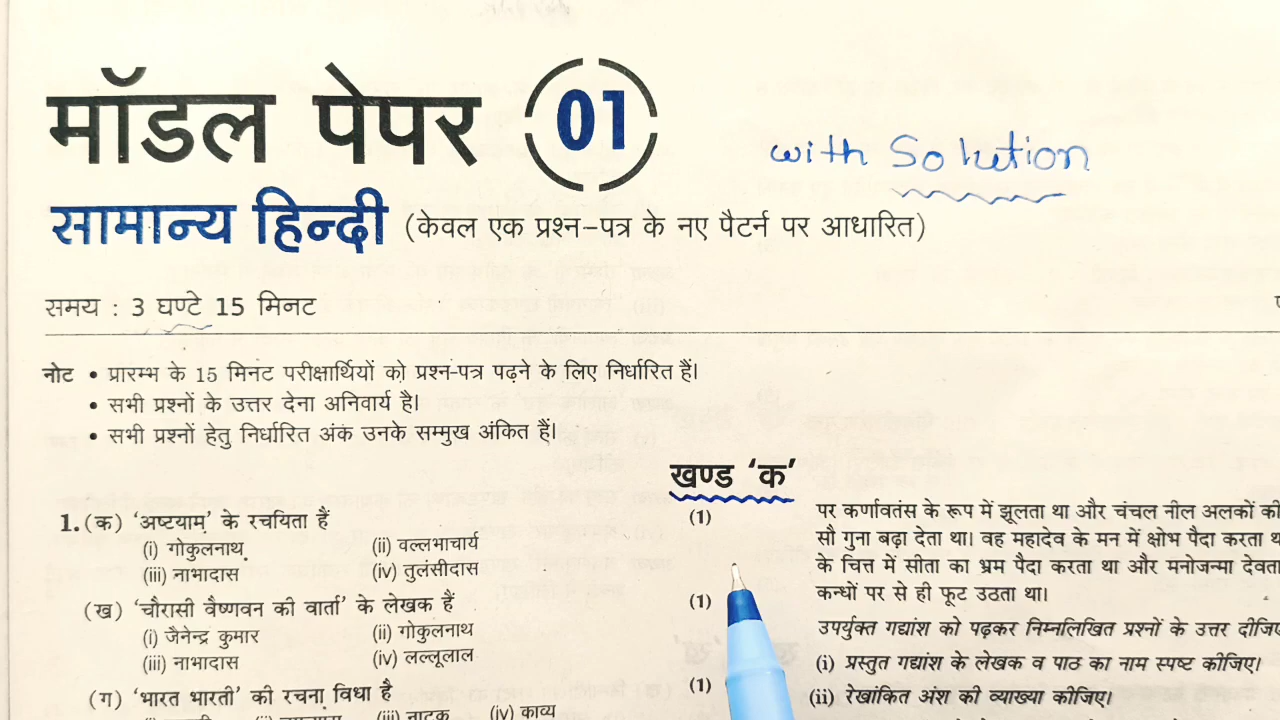 मॉडल पेपर 01
with Solution
सामान्य हिन्दी (केवल एक प्रश्न-पत्र के नए पैटर्न पर आधारित)
समय : 3 घण्टे 15 मिनट
नोट • प्रारम्भ के 15 मिनट परीक्षार्थियों को प्रश्न-पत्र पढ़ने के लिए निर्धारित हैं।
• सभी प्रश्नों के उत्तर देना अनिवार्य है।
• सभी प्रश्नों हेतु निर्धारित अंक उनके सम्मुख अंकित हैं।
खण्ड ‘क’
1. (क) ‘अष्टयाम’ के रचयिता हैं (1)
(i) गोकुलनाथ (ii) वल्लभाचार्य
(iii) नाभादास (iv) तुलसीदास
(ख) ‘चौरासी वैष्णवन की वार्ता’ के लेखक हैं (1)
(i) जैनेन्द्र कुमार (ii) गोकुलनाथ
(iii) नाभादास (iv) लल्लूलाल
(ग) ‘भारत भारती’ की रचना विधा है (1)
(iii) नाटक (iv) काव्य
पर कर्णावतंस के रूप में झूलता था और चंचल नील अलकों की
सौ गुना बढ़ा देता था। वह महादेव के मन में क्षोभ पैदा करता
के चित्त में सीता का भ्रम पैदा करता था और मनोजन्मा देवता
कन्धों पर से ही फूट उठता था।
उपर्युक्त गद्यांश को पढ़कर निम्नलिखित प्रश्नों के उत्तर
(i) प्रस्तुत गद्यांश के लेखक व पाठ का नाम स्पष्ट कीजिए।
(ii) रेखांकित अंश की व्याख्या कीजिए।